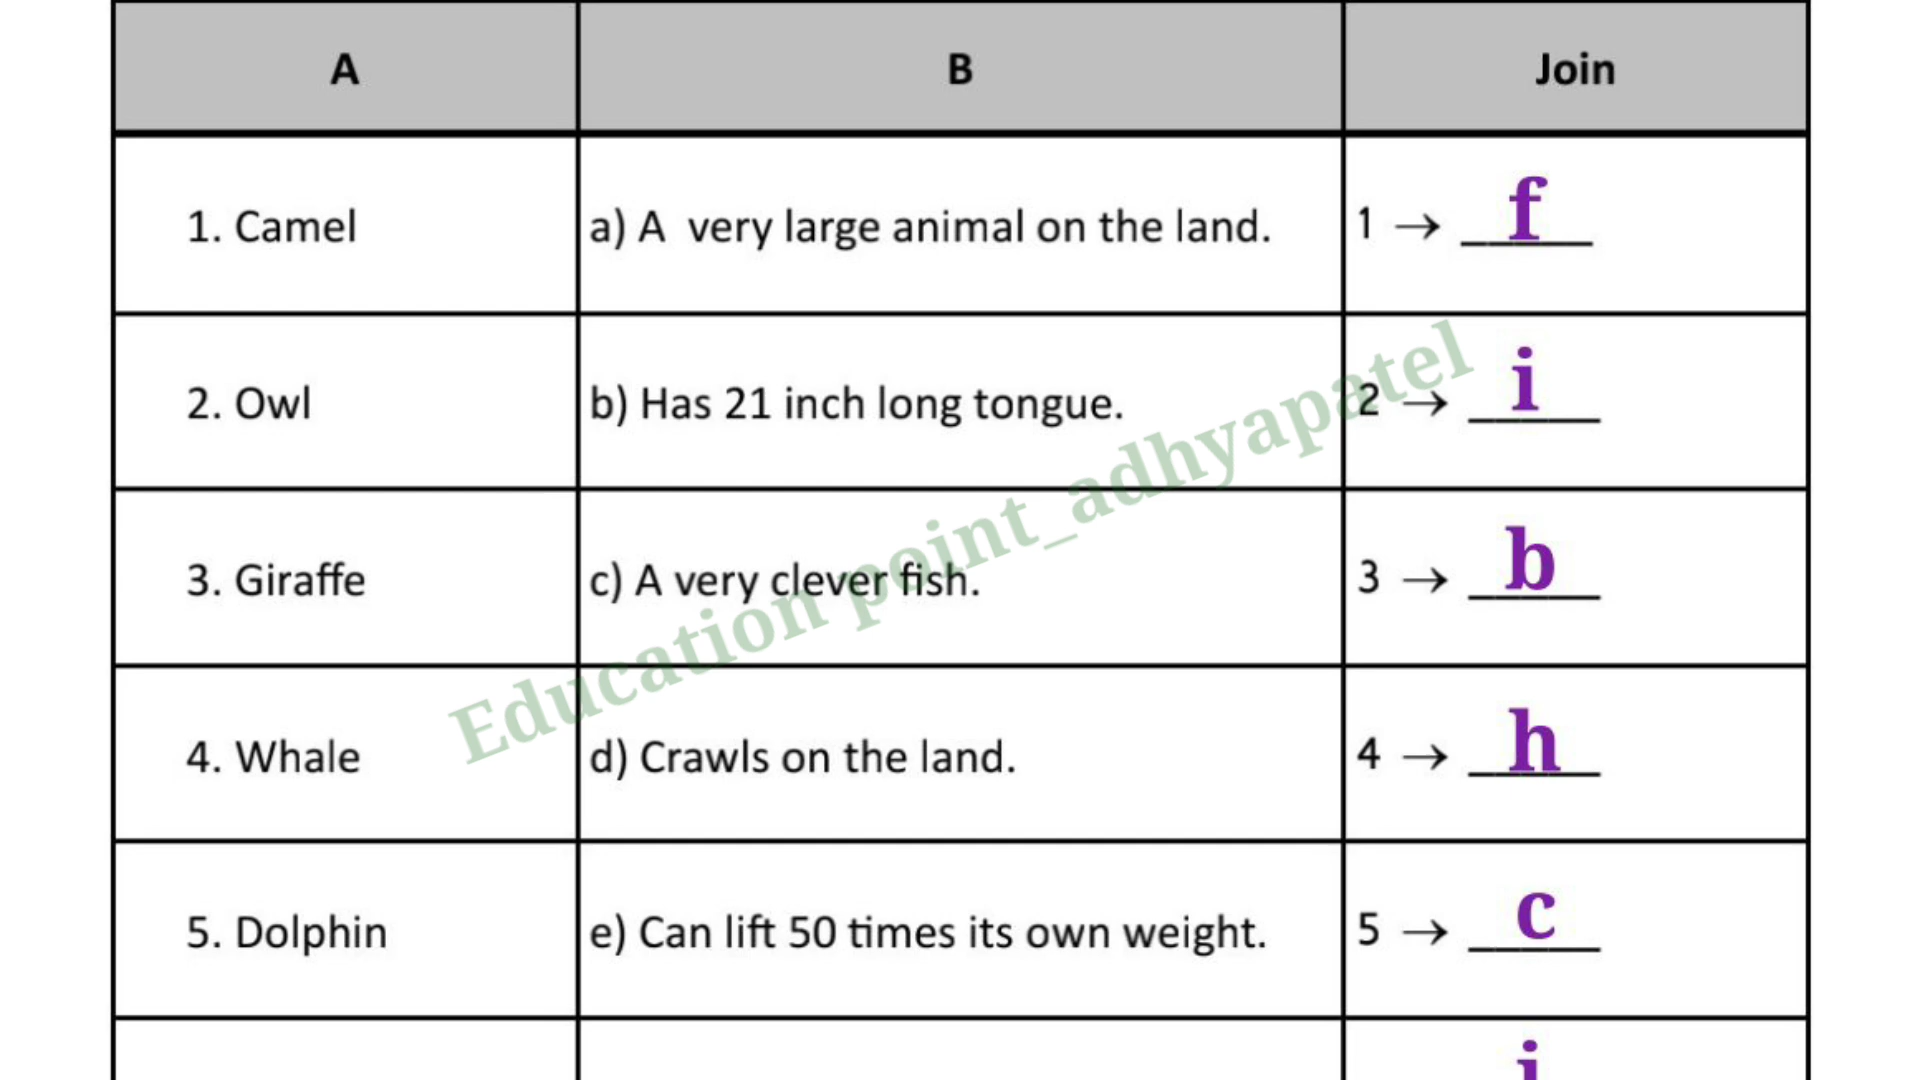 A B Join
1. Camel a) A very large animal on the land. 1 → f
2. Owl b) Has 21 inch long tongue. 2 → i
3. Giraffe c) A very clever fish. 3 → b
4. Whale d) Crawls on the land. 4 → h
5. Dolphin e) Can lift 50 times its own weight. 5 → c
Education point_adhyapatel